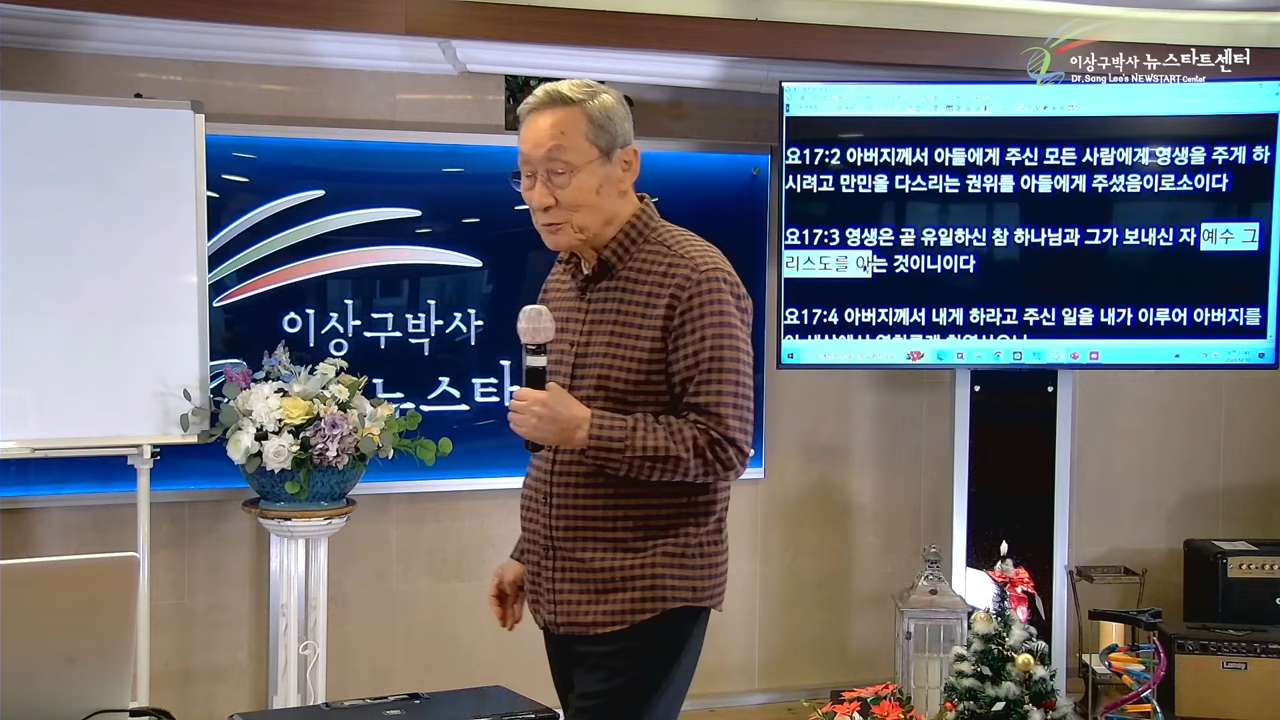 이상구박사 뉴스타트센터
Dr. Sang Lee's NEWSTART Center
요17:2 아버지께서 아들에게 주신 모든 사람에게 영생을 주게 하
시려고 만민을 다스리는 권위를 아들에게 주셨음이로소이다
요17:3 영생은 곧 유일하신 참 하나님과 그가 보내신 자 예수 그
리스도를 아는 것이니이다
요17:4 아버지께서 내게 하라고 주신 일을 내가 이루어 아버지를
이상구박사
뉴스타
Laney